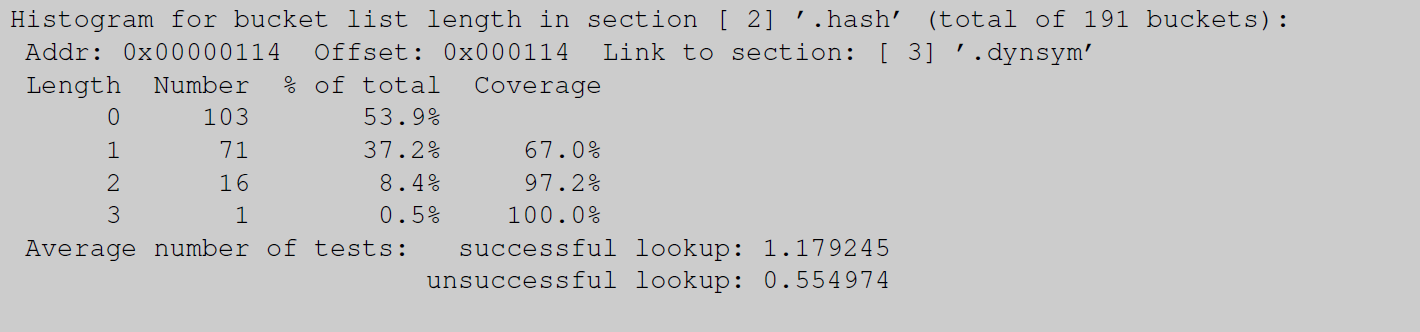 Histogram for bucket list length in section [ 2] ’.hash’ (total of 191 buckets):
 Addr: 0x00000114  Offset: 0x000114  Link to section: [ 3] ’.dynsym’
 Length  Number  % of total  Coverage
      0     103       53.9%
      1      71       37.2%     67.0%
      2      16        8.4%     97.2%
      3       1        0.5%    100.0%
 Average number of tests:   successful lookup: 1.179245
                          unsuccessful lookup: 0.554974